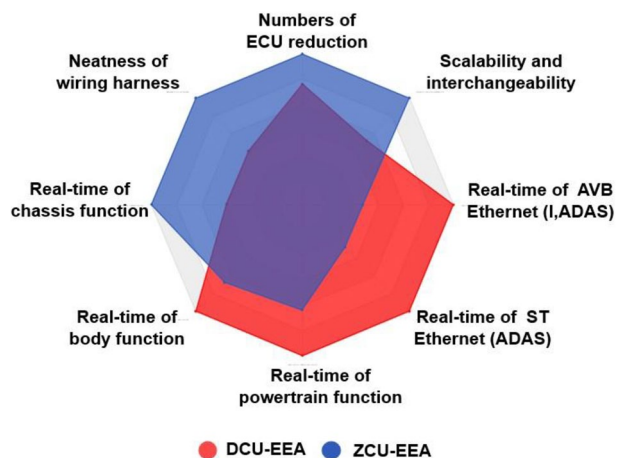 Numbers of
ECU reduction
Neatness of
wiring harness
Scalability and
interchangeability
Real-time of
chassis function
Real-time of AVB
Ethernet (I,ADAS)
Real-time of
body function
Real-time of ST
Ethernet (ADAS)
Real-time of
powertrain function
DCU-EEA
ZCU-EEA